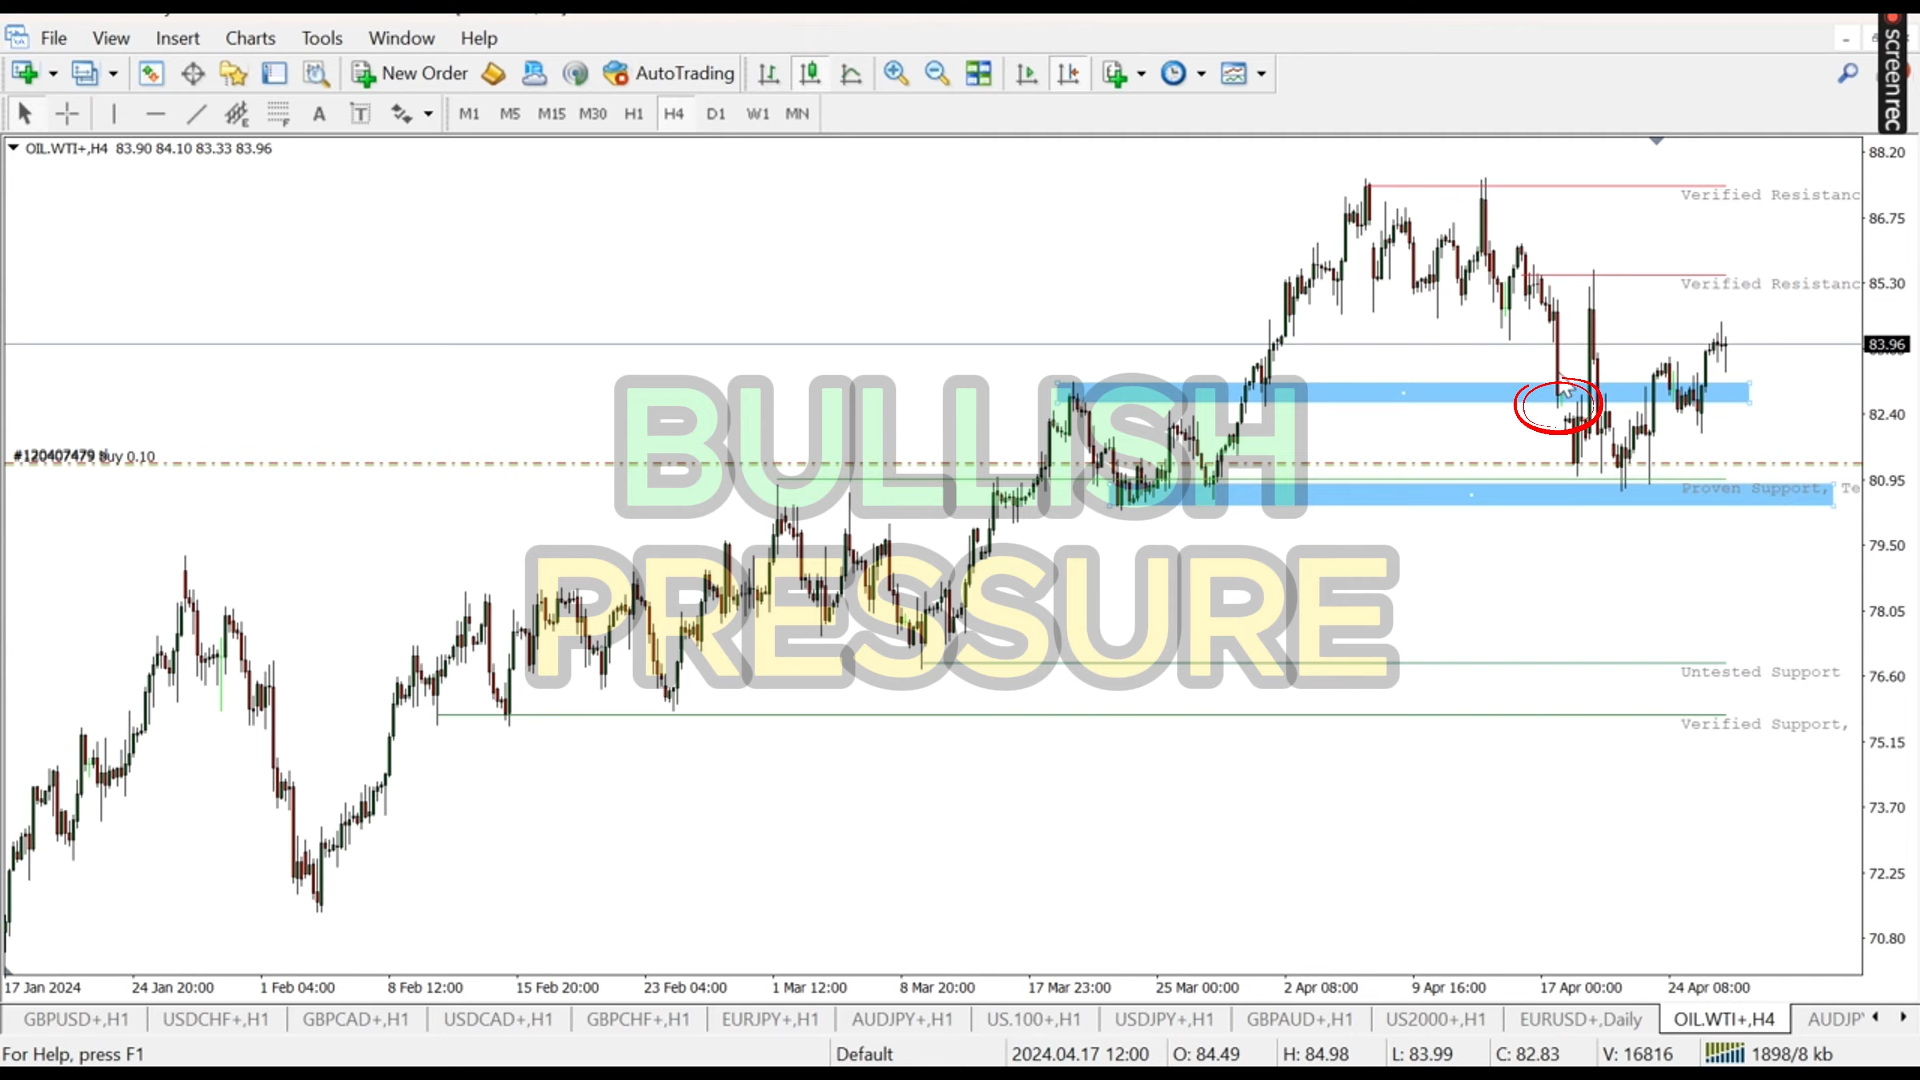 File View Insert Charts Tools Window Help
New Order AutoTrading
A T M1 M5 M15 M30 H1 H4 D1 W1 MN
screen rec
OIL.WTI+,H4 83.90 84.10 83.33 83.96
88.20
Verified Resistanc
86.75
85.30
Verified Resistanc
83.96
BULLISH
82.40
#120407479 buy 0.10
80.95
Proven Support, Te
79.50
PRESSURE
78.05
Untested Support
76.60
Verified Support,
75.15
73.70
72.25
70.80
17 Jan 2024 24 Jan 20:00 1 Feb 04:00 8 Feb 12:00 15 Feb 20:00 23 Feb 04:00 1 Mar 12:00 8 Mar 20:00 17 Mar 23:00 25 Mar 00:00 2 Apr 08:00 9 Apr 16:00 17 Apr 00:00 24 Apr 08:00
GBPUSD+,H1 USDCHF+,H1 GBPCAD+,H1 USDCAD+,H1 GBPCHF+,H1 EURJPY+,H1 AUDJPY+,H1 US.100+,H1 USDJPY+,H1 GBPAUD+,H1 US2000+,H1 EURUSD+,Daily OIL.WTI+,H4 AUDJP
For Help, press F1 Default 2024.04.17 12:00 O: 84.49 H: 84.98 L: 83.99 C: 82.83 V: 16816 1898/8 kb